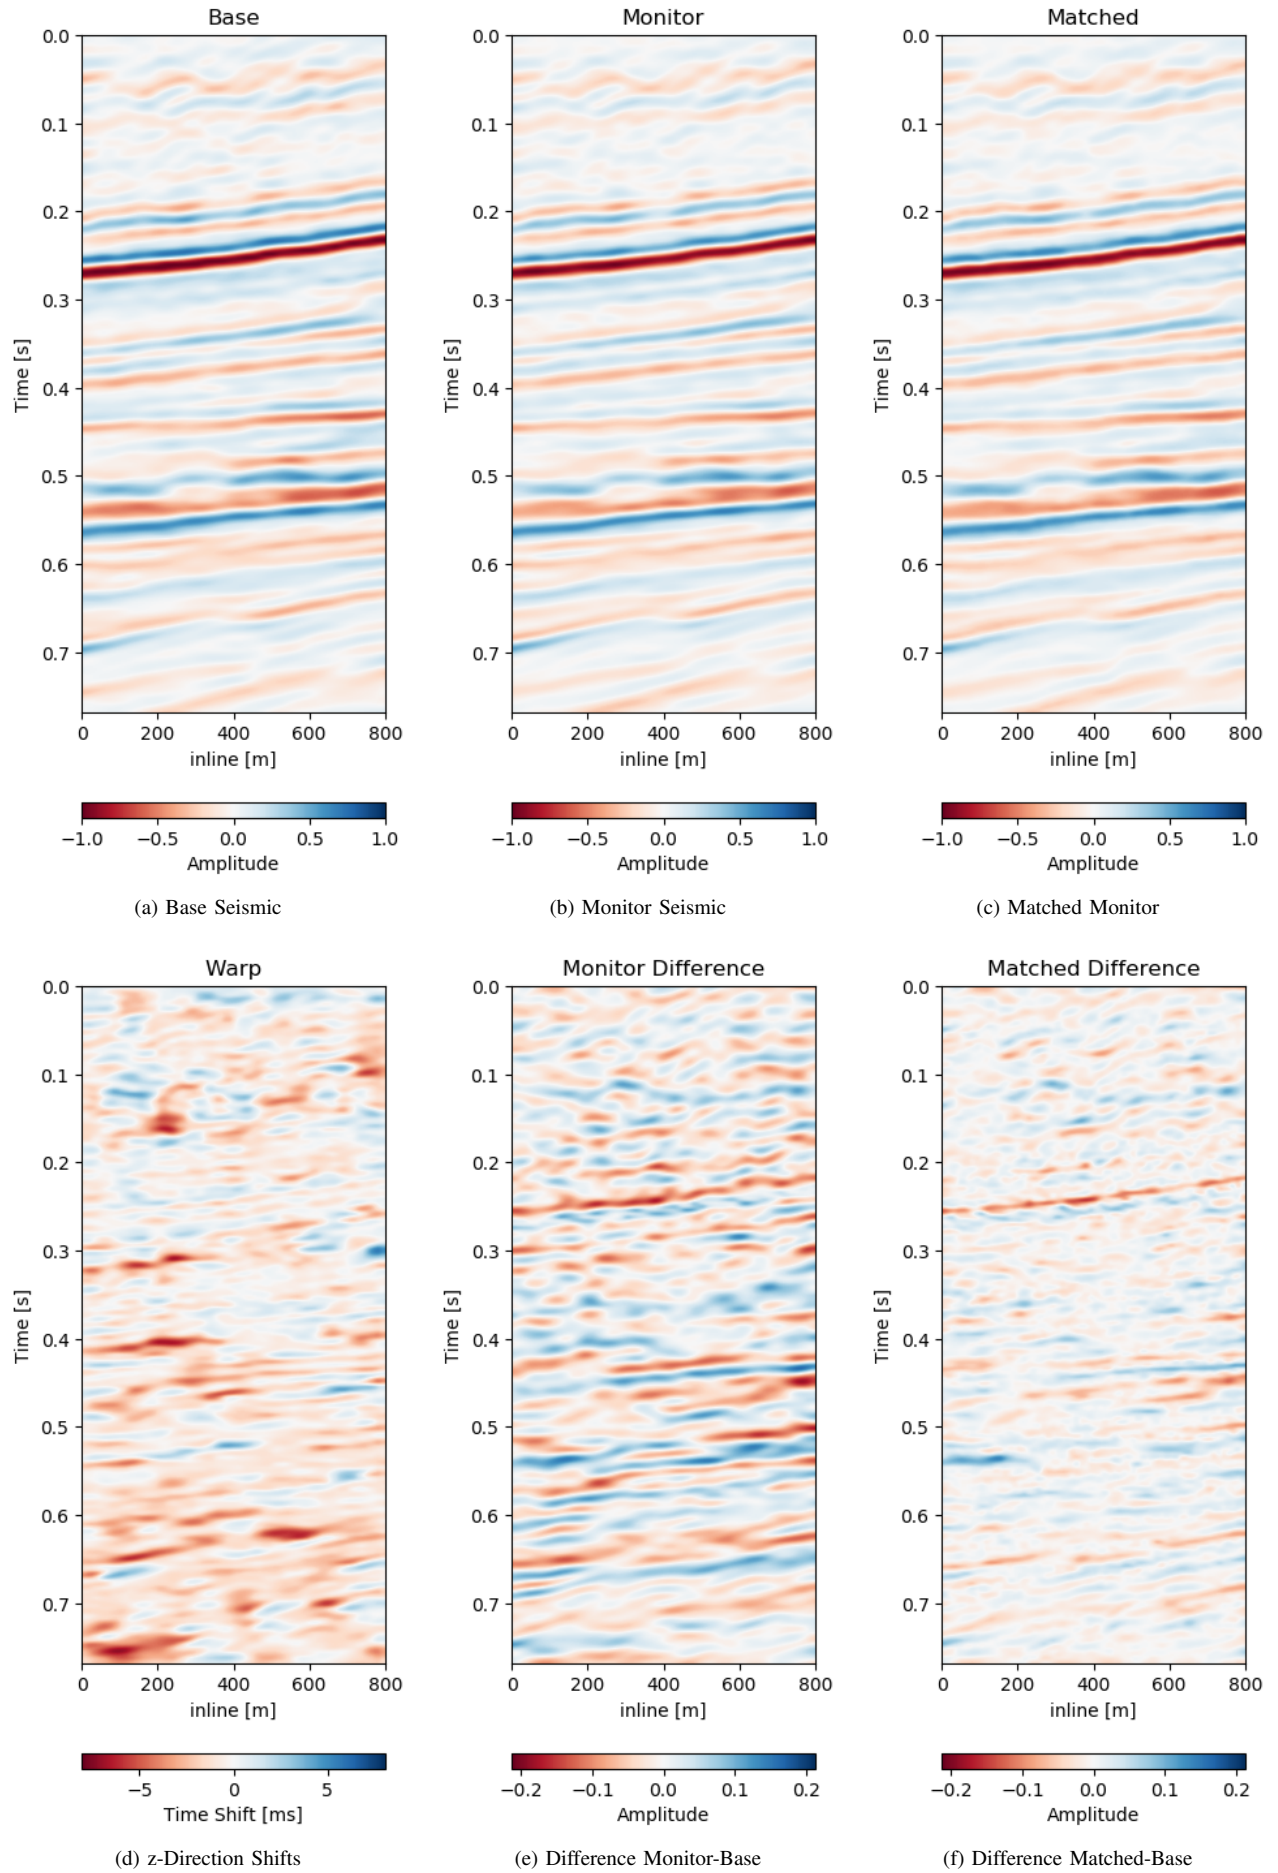 Base
Monitor
Matched
0.0
0.1
0.2
0.3
0.4
0.5
0.6
0.7
Time [s]
0 200 400 600 800
inline [m]
−1.0 −0.5 0.0 0.5 1.0
Amplitude
(a) Base Seismic
0.0
0.1
0.2
0.3
0.4
0.5
0.6
0.7
Time [s]
0 200 400 600 800
inline [m]
−1.0 −0.5 0.0 0.5 1.0
Amplitude
(b) Monitor Seismic
0.0
0.1
0.2
0.3
0.4
0.5
0.6
0.7
Time [s]
0 200 400 600 800
inline [m]
−1.0 −0.5 0.0 0.5 1.0
Amplitude
(c) Matched Monitor
Warp
0.0
0.1
0.2
0.3
0.4
0.5
0.6
0.7
Time [s]
0 200 400 600 800
inline [m]
−5 0 5
Time Shift [ms]
(d) z-Direction Shifts
Monitor Difference
0.0
0.1
0.2
0.3
0.4
0.5
0.6
0.7
Time [s]
0 200 400 600 800
inline [m]
−0.2 −0.1 0.0 0.1 0.2
Amplitude
(e) Difference Monitor-Base
Matched Difference
0.0
0.1
0.2
0.3
0.4
0.5
0.6
0.7
Time [s]
0 200 400 600 800
inline [m]
−0.2 −0.1 0.0 0.1 0.2
Amplitude
(f) Difference Matched-Base